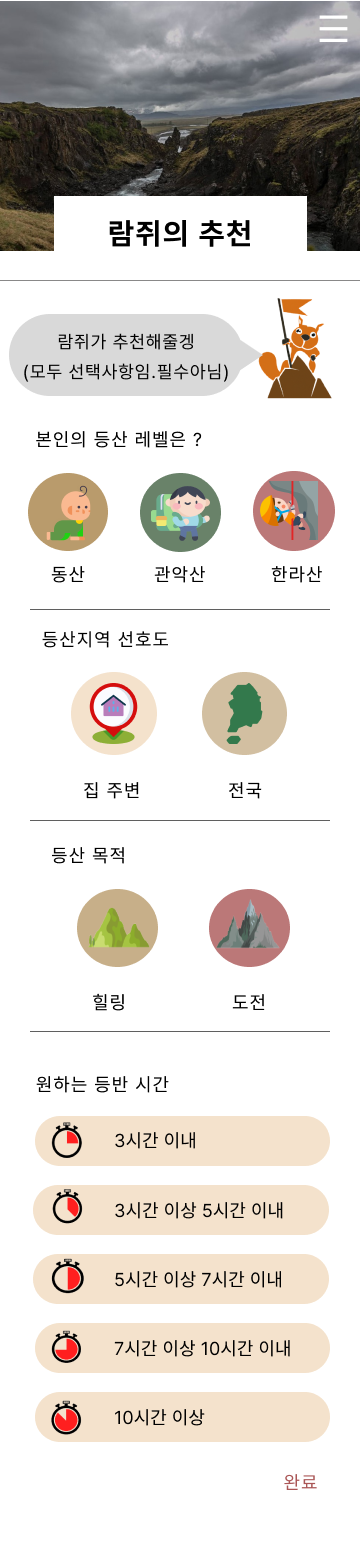 람쥐의 추천
람쥐가 추천해줄겡
(모두 선택사항임.필수아님)
본인의 등산 레벨은 ?
동산 관악산 한라산
등산지역 선호도
집 주변 전국
등산 목적
힐링 도전
원하는 등반 시간
3시간 이내
3시간 이상 5시간 이내
5시간 이상 7시간 이내
7시간 이상 10시간 이내
10시간 이상
완료